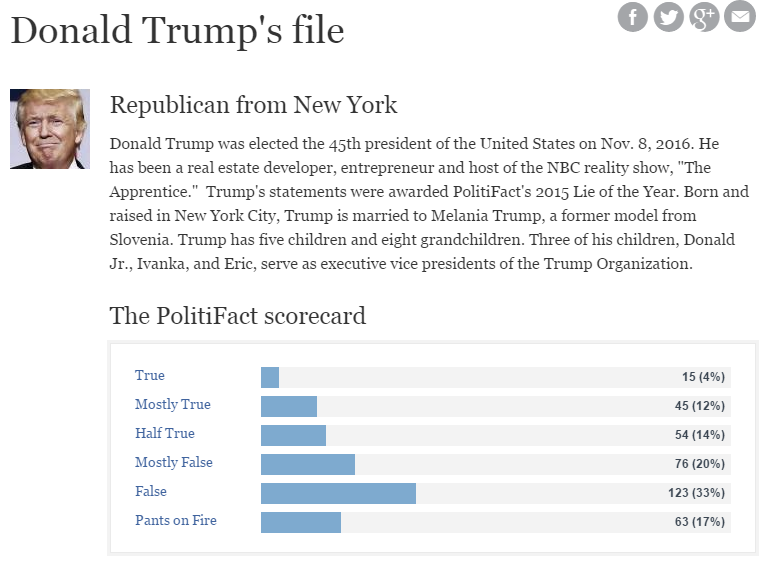 Donald Trump's file
f g+
Republican from New York
Donald Trump was elected the 45th president of the United States on Nov. 8, 2016. He
has been a real estate developer, entrepreneur and host of the NBC reality show, "The
Apprentice."  Trump's statements were awarded PolitiFact's 2015 Lie of the Year. Born and
raised in New York City, Trump is married to Melania Trump, a former model from
Slovenia. Trump has five children and eight grandchildren. Three of his children, Donald
Jr., Ivanka, and Eric, serve as executive vice presidents of the Trump Organization.
The PolitiFact scorecard
True 15 (4%)
Mostly True 45 (12%)
Half True 54 (14%)
Mostly False 76 (20%)
False 123 (33%)
Pants on Fire 63 (17%)